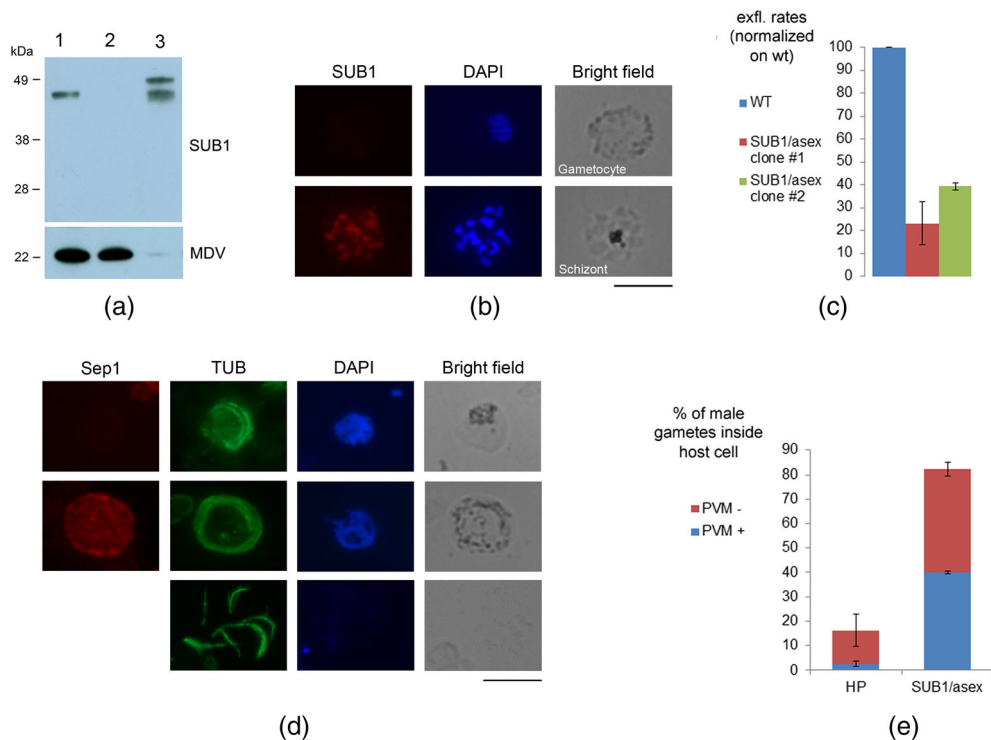 1 2 3
kDa
49
38
28
22
SUB1
MDV
(a)
SUB1 DAPI Bright field
Gametocyte
Schizont
(b)
(c)
exfl. rates
(normalized
on wt)
WT
SUB1/asex
clone #1
SUB1/asex
clone #2
100
90
80
70
60
50
40
30
20
10
0
Sep1 TUB DAPI Bright field
(d)
% of male
gametes inside
host cell
PVM -
PVM +
90
80
70
60
50
40
30
20
10
0
HP SUB1/asex
(e)